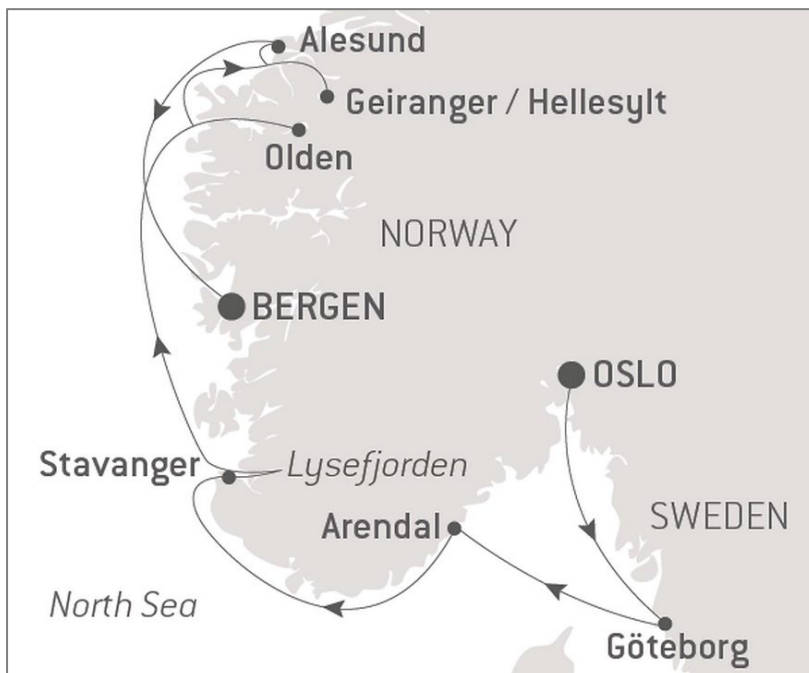 Alesund
Geiranger / Hellesylt
Olden
NORWAY
BERGEN
OSLO
Stavanger
Lysefjorden
Arendal
SWEDEN
North Sea
Göteborg